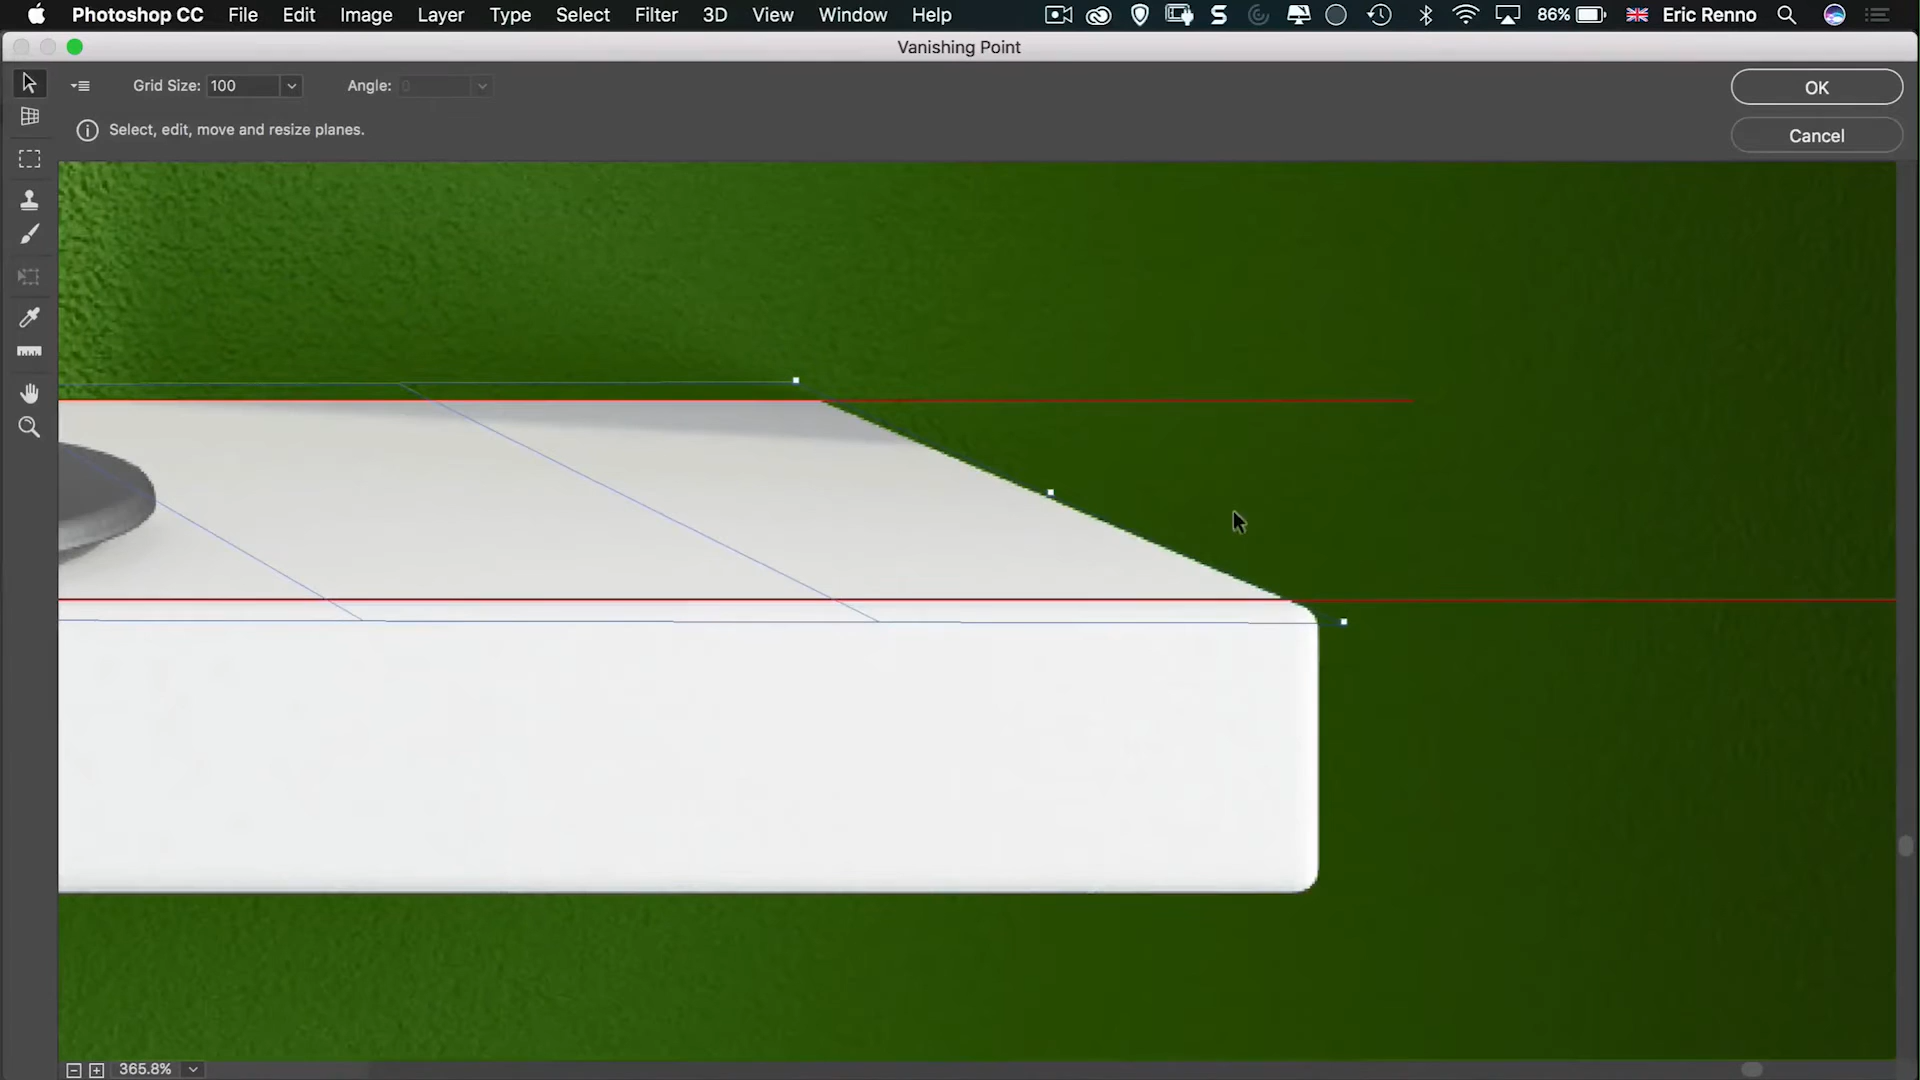 Photoshop CC File Edit Image Layer Type Select Filter 3D View Window Help S 86% Eric Renno
Vanishing Point
Grid Size: 100 Angle: 0 OK
Select, edit, move and resize planes. Cancel
365.8%